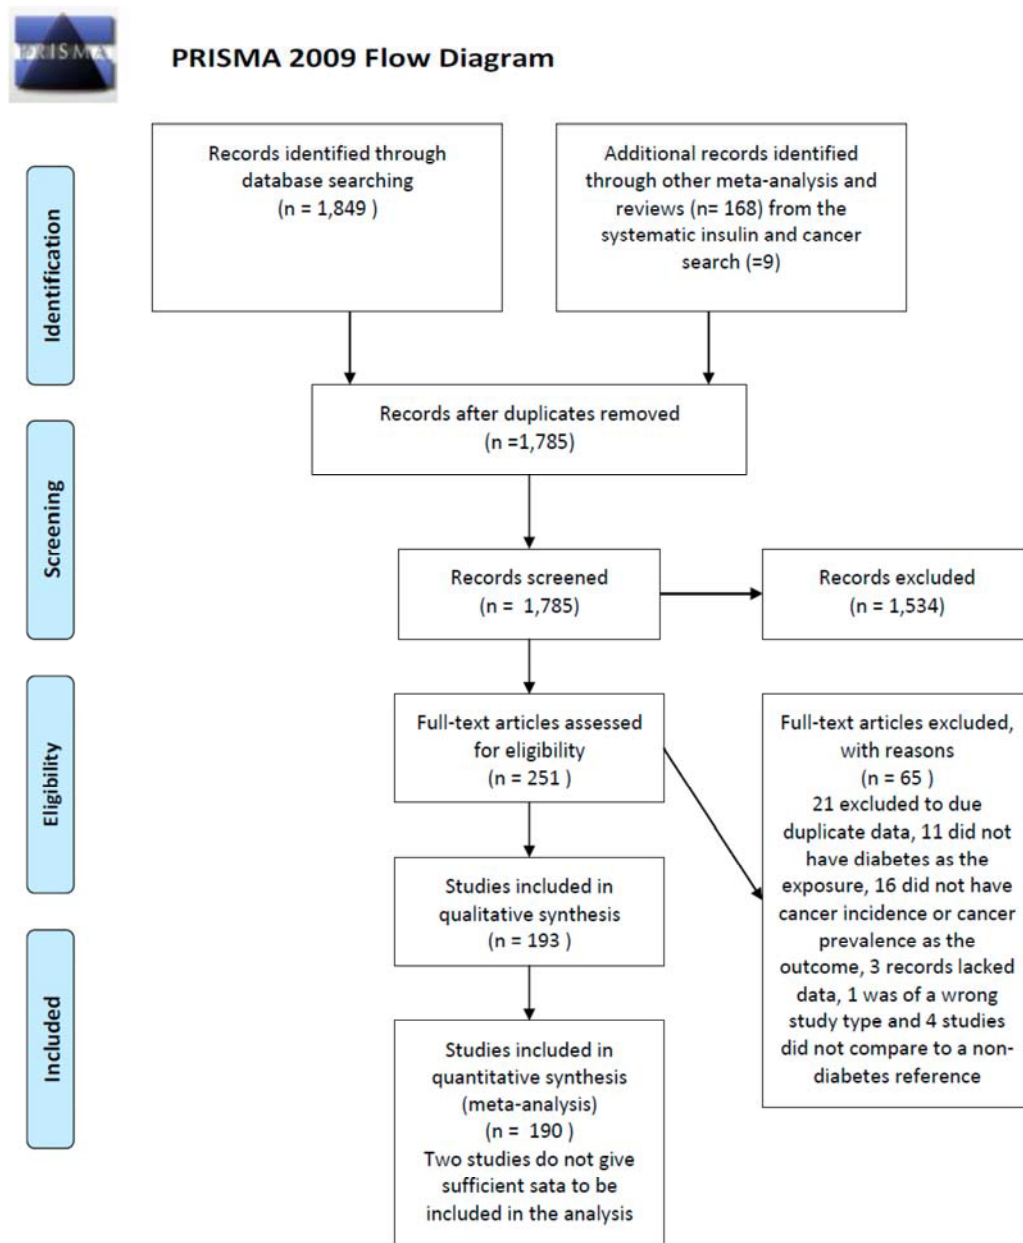 PRISMA
PRISMA 2009 Flow Diagram
Identification
Records identified through
database searching
(n = 1,849 )
Additional records identified
through other meta-analysis and
reviews (n= 168) from the
systematic insulin and cancer
search (=9)
Records after duplicates removed
(n =1,785)
Screening
Records screened
(n =  1,785)
Records excluded
(n = 1,534)
Eligibility
Full-text articles assessed
for eligibility
(n = 251 )
Full-text articles excluded,
with reasons
(n = 65 )
21 excluded to due
duplicate data, 11 did not
have diabetes as the
exposure, 16 did not have
cancer incidence or cancer
prevalence as the
outcome, 3 records lacked
data, 1 was of a wrong
study type and 4 studies
did not compare to a non-
diabetes reference
Studies included in
qualitative synthesis
(n = 193 )
Included
Studies included in
quantitative synthesis
(meta-analysis)
(n =  190 )
Two studies do not give
sufficient sata to be
included in the analysis